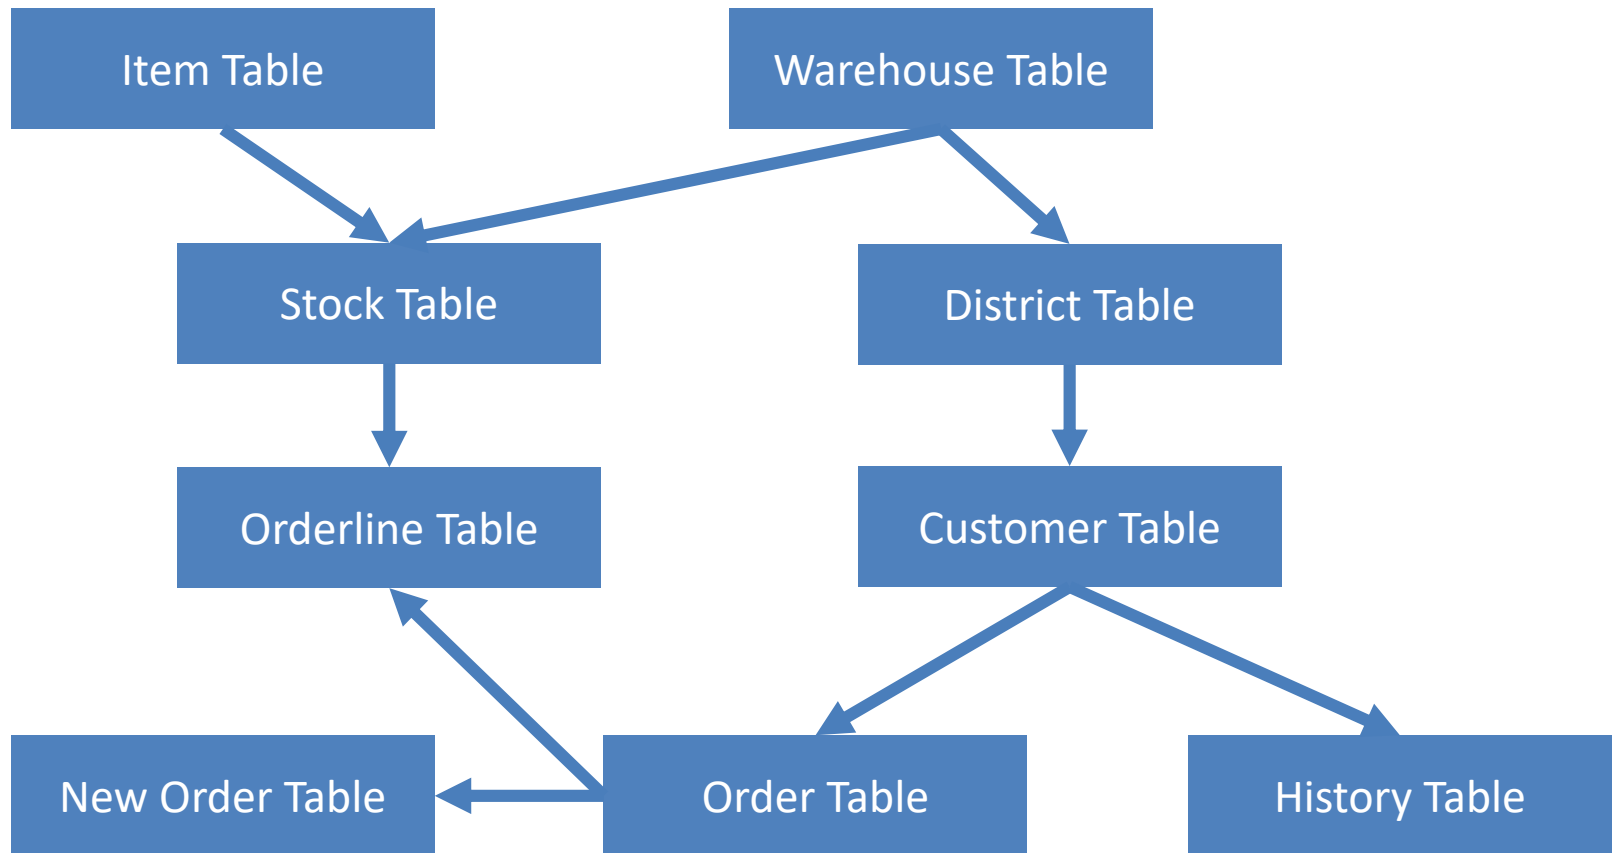 Item Table
Warehouse Table
Stock Table
District Table
Orderline Table
Customer Table
New Order Table
Order Table
History Table